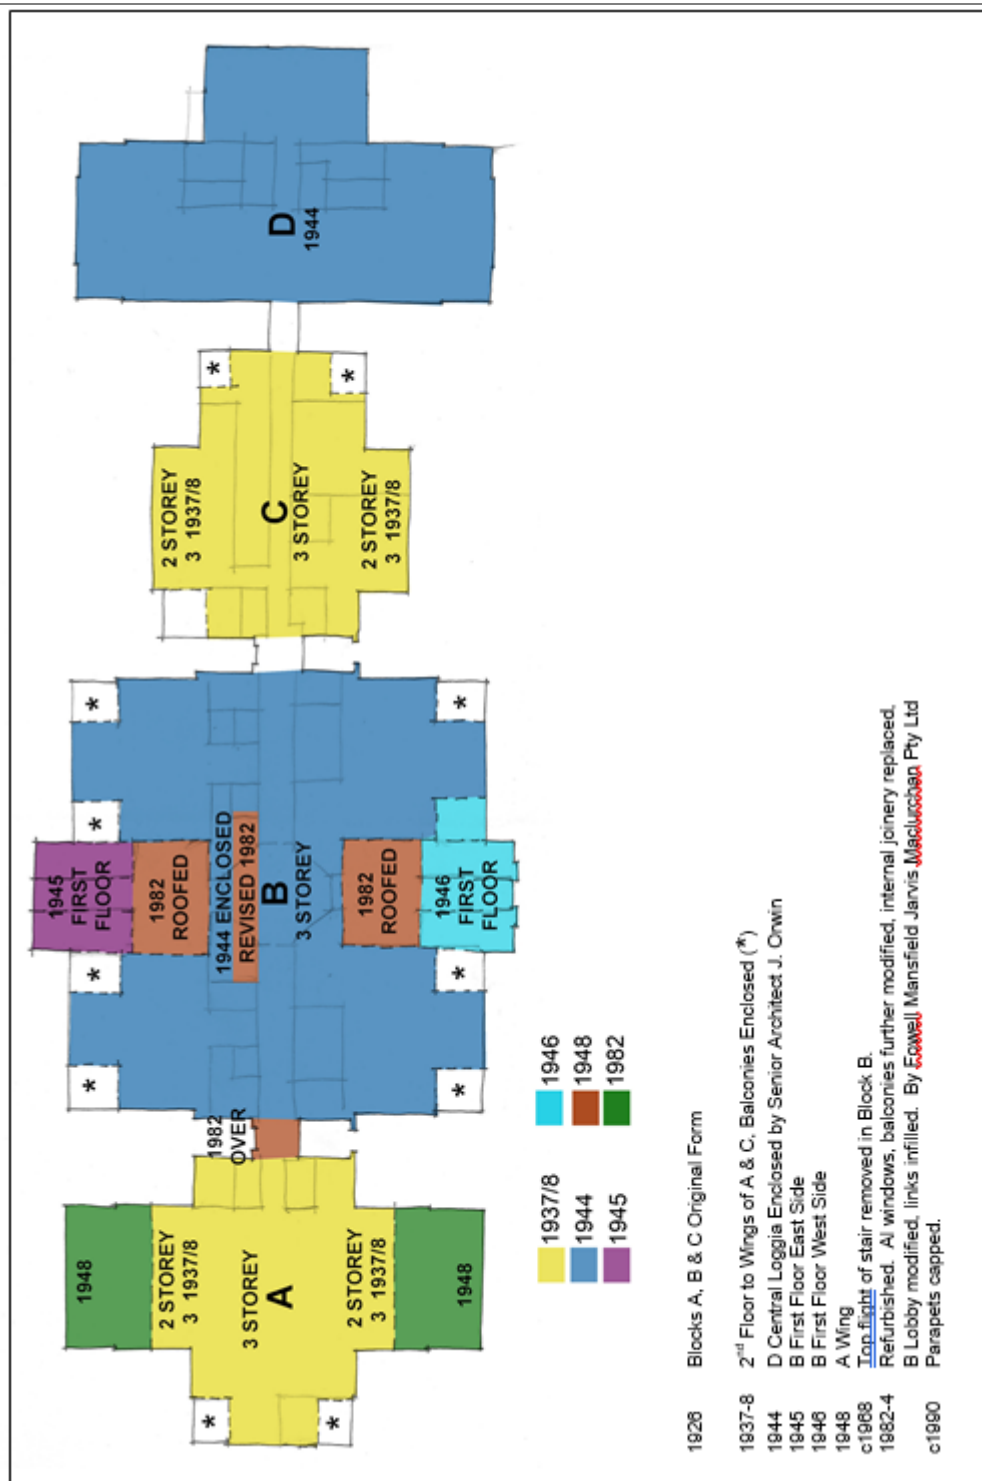 A
3 STOREY
2 STOREY
3 1937/8
2 STOREY
3 1937/8
1948
1948
*
*
1982
OVER
B
3 STOREY
1944 ENCLOSED
REVISED 1982
1945
FIRST
FLOOR
1982
ROOFED
1982
ROOFED
1946
FIRST
FLOOR
*
*
*
*
*
*
*
C
3 STOREY
2 STOREY
3 1937/8
2 STOREY
3 1937/8
*
*
D
1944
1937/8
1944
1945
1946
1948
1982
1926 Blocks A, B & C Original Form
1937-8 2nd Floor to Wings of A & C, Balconies Enclosed (*)
1944 D Central Loggia Enclosed by Senior Architect J. Orwin
1945 B First Floor East Side
1946 B First Floor West Side
1948 A Wing
c1968 Top flight of stair removed in Block B.
1982-4 Refurbished. Al windows, balconies further modified, internal joinery replaced,
B Lobby modified, links infilled. By Fowell Mansfield Jarvis Maclurchan Pty Ltd
c1990 Parapets capped.